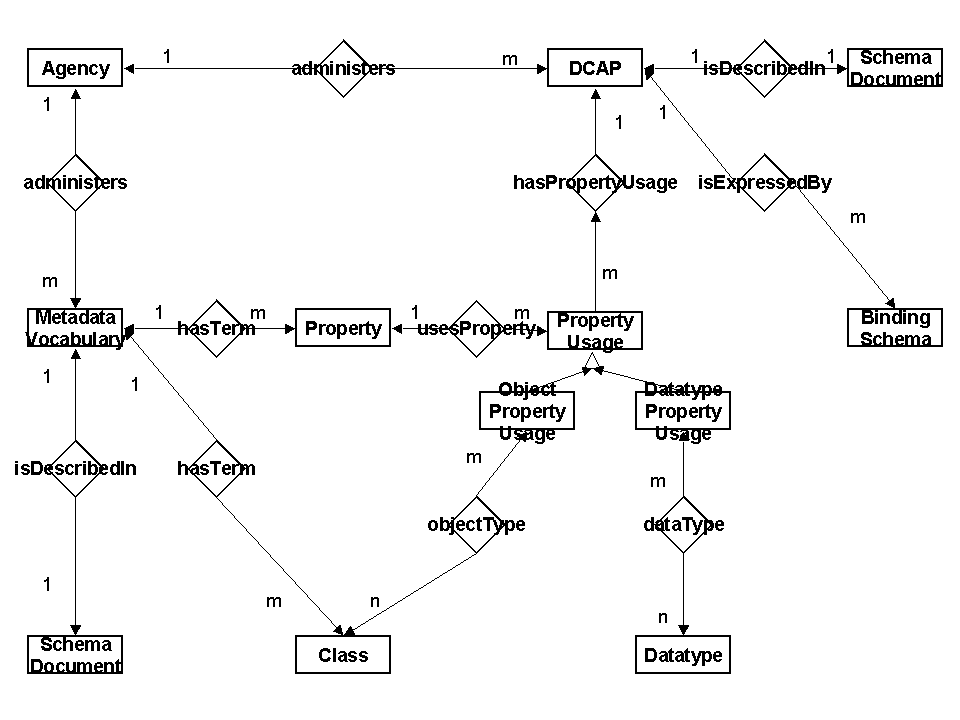 1
1
1
Agency
administers
m
DCAP
isDescribedIn
Schema
Document
1
1
1
administers
hasPropertyUsage
isExpressedBy
m
m
m
1
m
1
m
Metadata
Vocabulary
hasTerm
Property
usesProperty
Property
Usage
Binding
Schema
1
1
Object
Property
Usage
Datatype
Property
Usage
m
isDescribedIn
hasTerm
m
objectType
dataType
1
m
n
n
Schema
Document
Class
Datatype